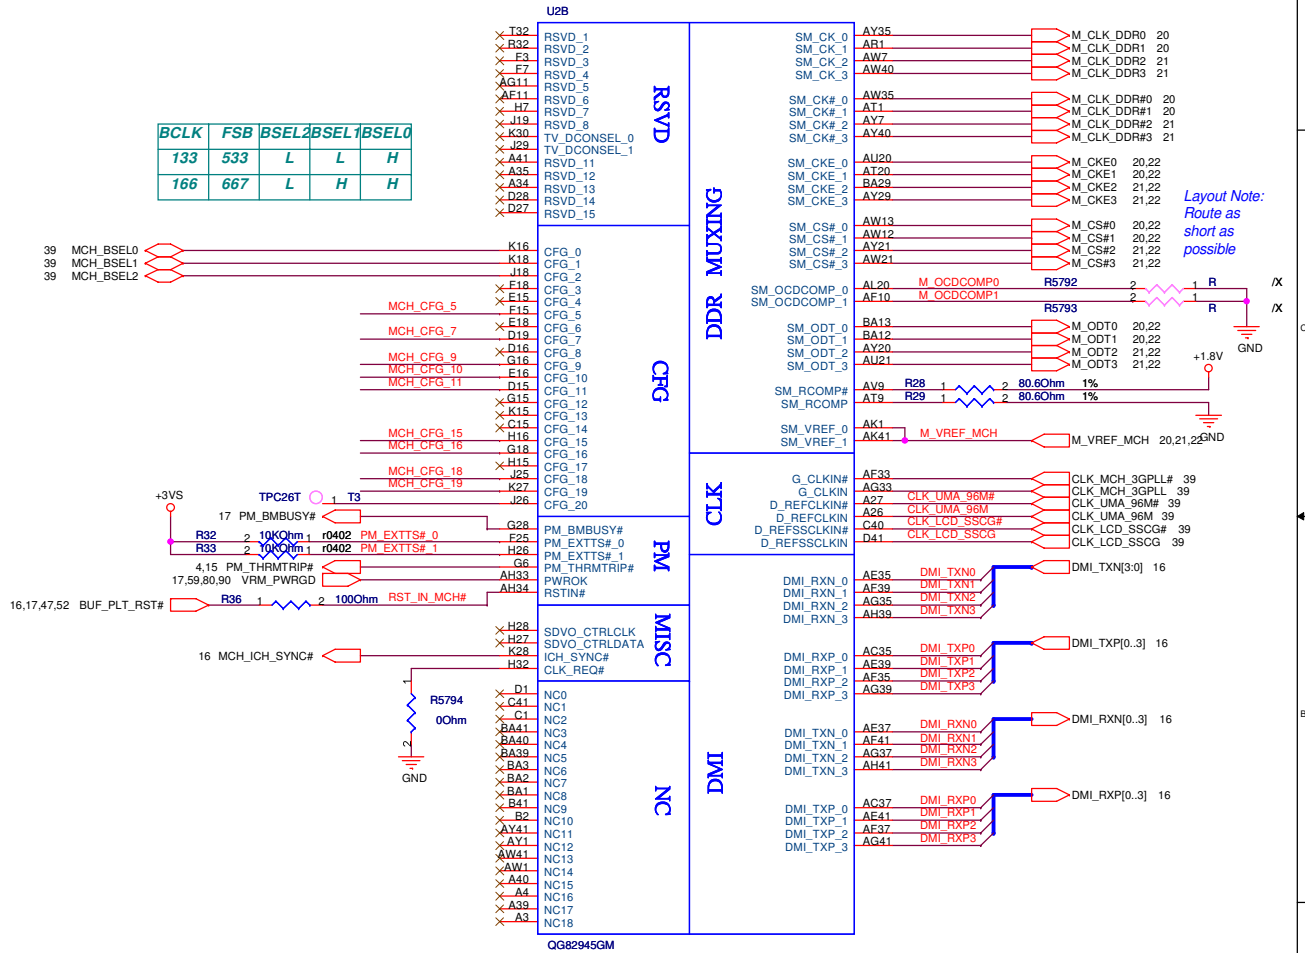 U2B
BCLK FSB BSEL2 BSEL1 BSEL0
133 533 L L H
166 667 L H H
T32 RSVD_1
R32 RSVD_2
F3 RSVD_3
F7 RSVD_4
AG11 RSVD_5
AF11 RSVD_6
H7 RSVD_7
J19 RSVD_8
K30 TV_DCONSEL_0
J29 TV_DCONSEL_1
A41 RSVD_11
A35 RSVD_12
A34 RSVD_13
D28 RSVD_14
D27 RSVD_15
RSVD
39 MCH_BSEL0 K16 CFG_0
39 MCH_BSEL1 K18 CFG_1
39 MCH_BSEL2 J18 CFG_2
F18 CFG_3
E15 CFG_4
MCH_CFG_5 F15 CFG_5
E18 CFG_6
MCH_CFG_7 D19 CFG_7
D16 CFG_8
MCH_CFG_9 G16 CFG_9
MCH_CFG_10 E16 CFG_10
MCH_CFG_11 D15 CFG_11
G15 CFG_12
K15 CFG_13
C15 CFG_14
MCH_CFG_15 H16 CFG_15
MCH_CFG_16 G18 CFG_16
H15 CFG_17
MCH_CFG_18 J25 CFG_18
MCH_CFG_19 K27 CFG_19
TPC26T 1 T3 J26 CFG_20
CFG
+3VS
17 PM_BMBUSY# G28 PM_BMBUSY#
R32 2 10KOhm 1 r0402 PM_EXTTS#_0 F25 PM_EXTTS#_0
R33 2 10KOhm 1 r0402 PM_EXTTS#_1 H26 PM_EXTTS#_1
4,15 PM_THRMTRIP# G6 PM_THRMTRIP#
17,59,80,90 VRM_PWRGD AH33 PWROK
16,17,47,52 BUF_PLT_RST# R36 1 2 100Ohm RST_IN_MCH# AH34 RSTIN#
PM
H28 SDVO_CTRLCLK
H27 SDVO_CTRLDATA
16 MCH_ICH_SYNC# K28 ICH_SYNC#
H32 CLK_REQ#
MISC
1 R5794 0Ohm 2
GND
D1 NC0
C41 NC1
C1 NC2
BA41 NC3
BA40 NC4
BA39 NC5
BA3 NC6
BA2 NC7
BA1 NC8
B41 NC9
B2 NC10
AY41 NC11
AY1 NC12
AW41 NC13
AW1 NC14
A40 NC15
A4 NC16
A39 NC17
A3 NC18
NC
QG82945GM
DDR MUXING
SM_CK_0 AY35 M_CLK_DDR0 20
SM_CK_1 AR1 M_CLK_DDR1 20
SM_CK_2 AW7 M_CLK_DDR2 21
SM_CK_3 AW40 M_CLK_DDR3 21
SM_CK#_0 AW35 M_CLK_DDR#0 20
SM_CK#_1 AT1 M_CLK_DDR#1 20
SM_CK#_2 AY7 M_CLK_DDR#2 21
SM_CK#_3 AY40 M_CLK_DDR#3 21
SM_CKE_0 AU20 M_CKE0 20,22
SM_CKE_1 AT20 M_CKE1 20,22
SM_CKE_2 BA29 M_CKE2 21,22
SM_CKE_3 AY29 M_CKE3 21,22
SM_CS#_0 AW13 M_CS#0 20,22
SM_CS#_1 AW12 M_CS#1 20,22
SM_CS#_2 AY21 M_CS#2 21,22
SM_CS#_3 AW21 M_CS#3 21,22
Layout Note:
Route as
short as
possible
SM_OCDCOMP_0 AL20 M_OCDCOMP0 R5792 2 1 R /X
SM_OCDCOMP_1 AF10 M_OCDCOMP1 R5793 2 1 R /X
GND
SM_ODT_0 BA13 M_ODT0 20,22
SM_ODT_1 BA12 M_ODT1 20,22
SM_ODT_2 AY20 M_ODT2 21,22
SM_ODT_3 AU21 M_ODT3 21,22
+1.8V
SM_RCOMP# AV9 R28 1 2 80.6Ohm 1%
SM_RCOMP AT9 R29 1 2 80.6Ohm 1%
GND
SM_VREF_0 AK1
SM_VREF_1 AK41 M_VREF_MCH M_VREF_MCH 20,21,22
CLK
G_CLKIN# AF33 CLK_MCH_3GPLL# 39
G_CLKIN AG33 CLK_MCH_3GPLL 39
D_REFCLKIN# A27 CLK_UMA_96M# CLK_UMA_96M# 39
D_REFCLKIN A26 CLK_UMA_96M CLK_UMA_96M 39
D_REFSSCLKIN# C40 CLK_LCD_SSCG# CLK_LCD_SSCG# 39
D_REFSSCLKIN D41 CLK_LCD_SSCG CLK_LCD_SSCG 39
DMI
DMI_RXN_0 AE35 DMI_TXN0 DMI_TXN[3:0] 16
DMI_RXN_1 AF39 DMI_TXN1
DMI_RXN_2 AG35 DMI_TXN2
DMI_RXN_3 AH39 DMI_TXN3
DMI_RXP_0 AC35 DMI_TXP0 DMI_TXP[0..3] 16
DMI_RXP_1 AE39 DMI_TXP1
DMI_RXP_2 AF35 DMI_TXP2
DMI_RXP_3 AG39 DMI_TXP3
DMI_TXN_0 AE37 DMI_RXN0 DMI_RXN[0..3] 16
DMI_TXN_1 AF41 DMI_RXN1
DMI_TXN_2 AG37 DMI_RXN2
DMI_TXN_3 AH41 DMI_RXN3
DMI_TXP_0 AC37 DMI_RXP0 DMI_RXP[0..3] 16
DMI_TXP_1 AE41 DMI_RXP1
DMI_TXP_2 AF37 DMI_RXP2
DMI_TXP_3 AG41 DMI_RXP3
C
B